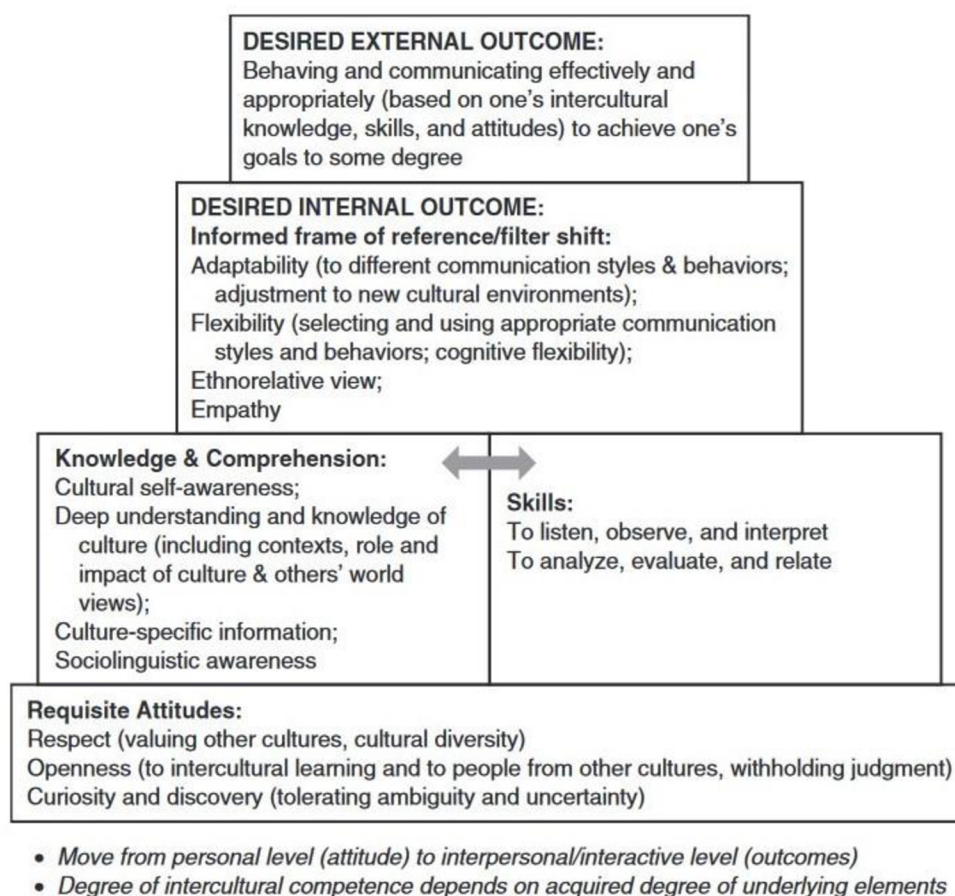 DESIRED EXTERNAL OUTCOME:
Behaving and communicating effectively and
appropriately (based on one's intercultural
knowledge, skills, and attitudes) to achieve one's
goals to some degree
DESIRED INTERNAL OUTCOME:
Informed frame of reference/filter shift:
Adaptability (to different communication styles & behaviors;
adjustment to new cultural environments);
Flexibility (selecting and using appropriate communication
styles and behaviors; cognitive flexibility);
Ethnorelative view;
Empathy
Knowledge & Comprehension:
Cultural self-awareness;
Deep understanding and knowledge of
culture (including contexts, role and
impact of culture & others' world
views);
Culture-specific information;
Sociolinguistic awareness
Skills:
To listen, observe, and interpret
To analyze, evaluate, and relate
Requisite Attitudes:
Respect (valuing other cultures, cultural diversity)
Openness (to intercultural learning and to people from other cultures, withholding judgment)
Curiosity and discovery (tolerating ambiguity and uncertainty)
• Move from personal level (attitude) to interpersonal/interactive level (outcomes)
• Degree of intercultural competence depends on acquired degree of underlying elements